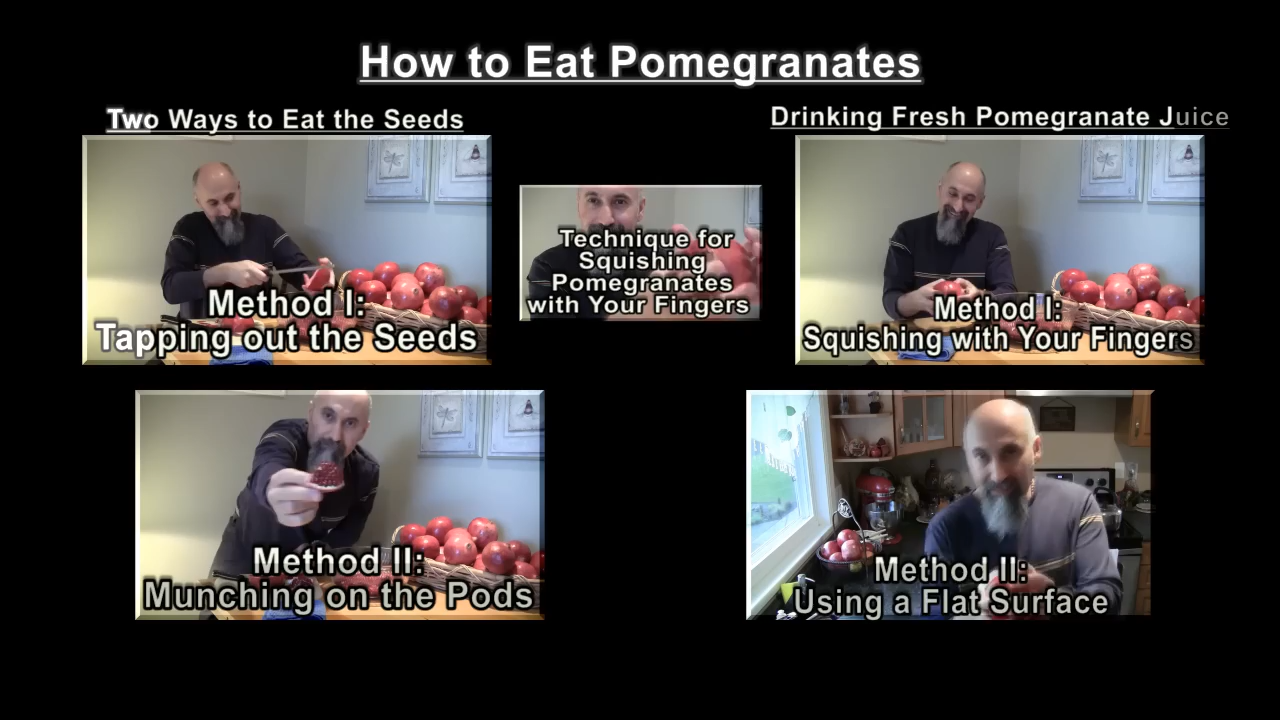 How to Eat Pomegranates
Two Ways to Eat the Seeds
Method I:
Tapping out the Seeds
Method II:
Munching on the Pods
Technique for
Squishing
Pomegranates
with Your Fingers
Drinking Fresh Pomegranate Juice
Method I:
Squishing with Your Fingers
Method II:
Using a Flat Surface